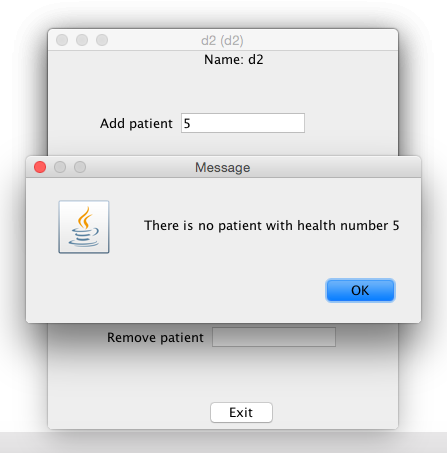 d2 (d2)
Name: d2
Add patient 5
Message
There is no patient with health number 5
OK
Remove patient
Exit